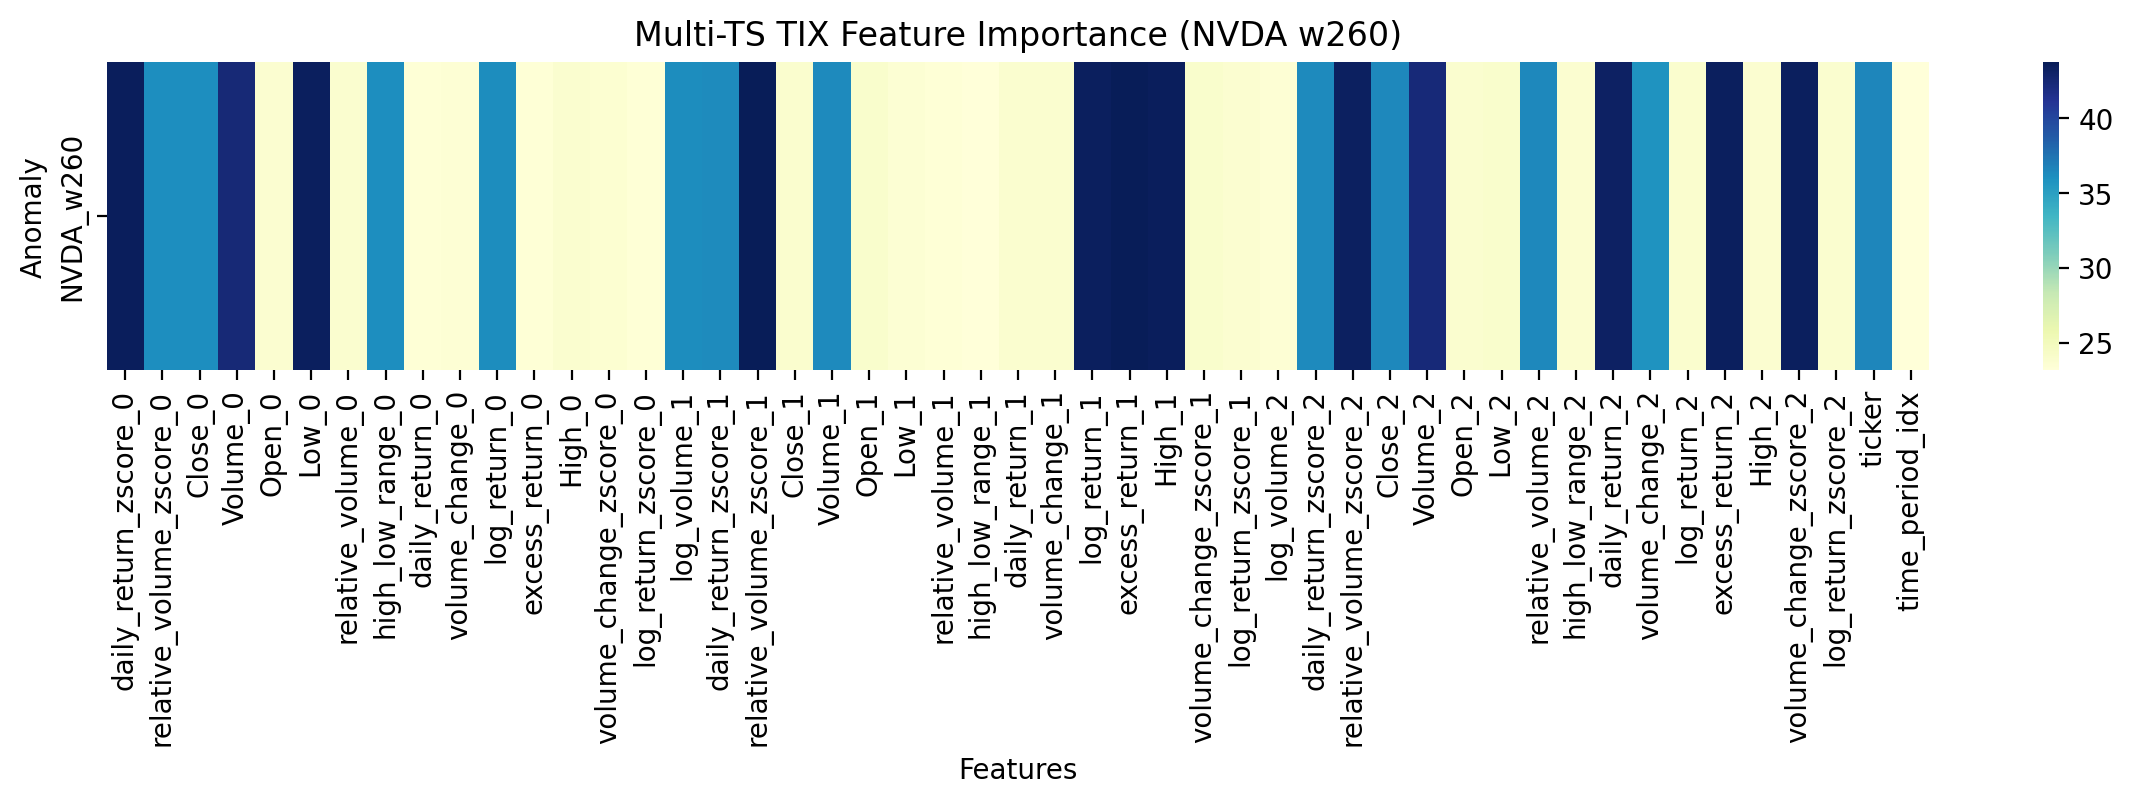 Multi-TS TIX Feature Importance (NVDA w260)
Anomaly
NVDA_w260
40
35
30
25
daily_return_zscore_0
relative_volume_zscore_0
Close_0
Volume_0
Open_0
Low_0
relative_volume_0
high_low_range_0
daily_return_0
volume_change_0
log_return_0
excess_return_0
High_0
volume_change_zscore_0
log_return_zscore_0
log_volume_1
daily_return_zscore_1
relative_volume_zscore_1
Close_1
Volume_1
Open_1
Low_1
relative_volume_1
high_low_range_1
daily_return_1
volume_change_1
log_return_1
excess_return_1
High_1
volume_change_zscore_1
log_return_zscore_1
log_volume_2
daily_return_zscore_2
relative_volume_zscore_2
Close_2
Volume_2
Open_2
Low_2
relative_volume_2
high_low_range_2
daily_return_2
volume_change_2
log_return_2
excess_return_2
High_2
volume_change_zscore_2
log_return_zscore_2
ticker
time_period_idx
Features